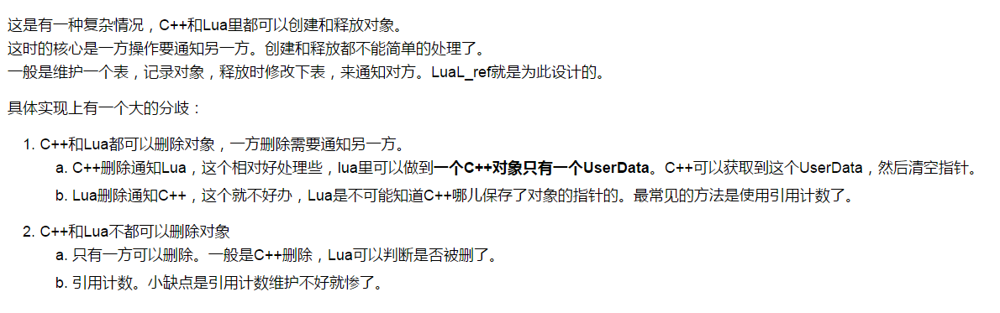 这是有一种复杂情况，C++和Lua里都可以创建和释放对象。
这时的核心是一方操作要通知另一方。创建和释放都不能简单的处理了。
一般是维护一个表，记录对象，释放时修改下表，来通知对方。LuaL_ref就是为此设计的。
具体实现上有一个大的分歧：
1. C++和Lua都可以删除对象，一方删除需要通知另一方。
a. C++删除通知Lua，这个相对好处理些，lua里可以做到一个C++对象只有一个UserData。C++可以获取到这个UserData，然后清空指针。
b. Lua删除通知C++，这个就不好办，Lua是不可能知道C++哪儿保存了对象的指针的。最常见的方法是使用引用计数了。
2. C++和Lua不都可以删除对象
a. 只有一方可以删除。一般是C++删除，Lua可以判断是否被删了。
b. 引用计数。小缺点是引用计数维护不好就惨了。